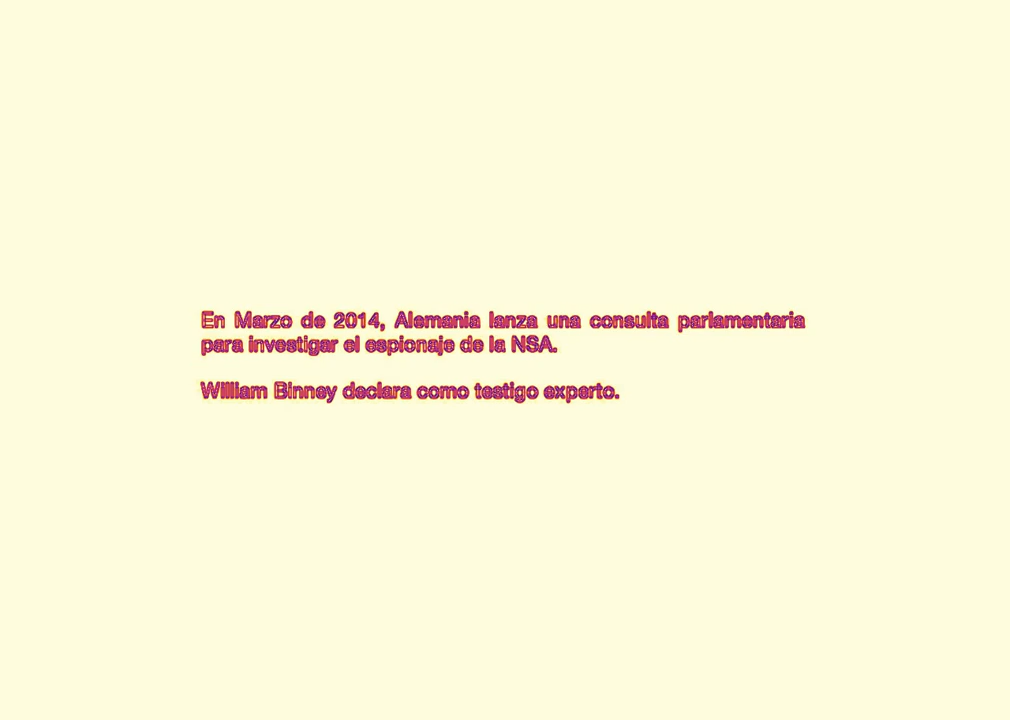 En Marzo de 2014, Alemania lanza una consulta parlamentaria
para investigar el espionaje de la NSA.
William Binney declara como testigo experto.